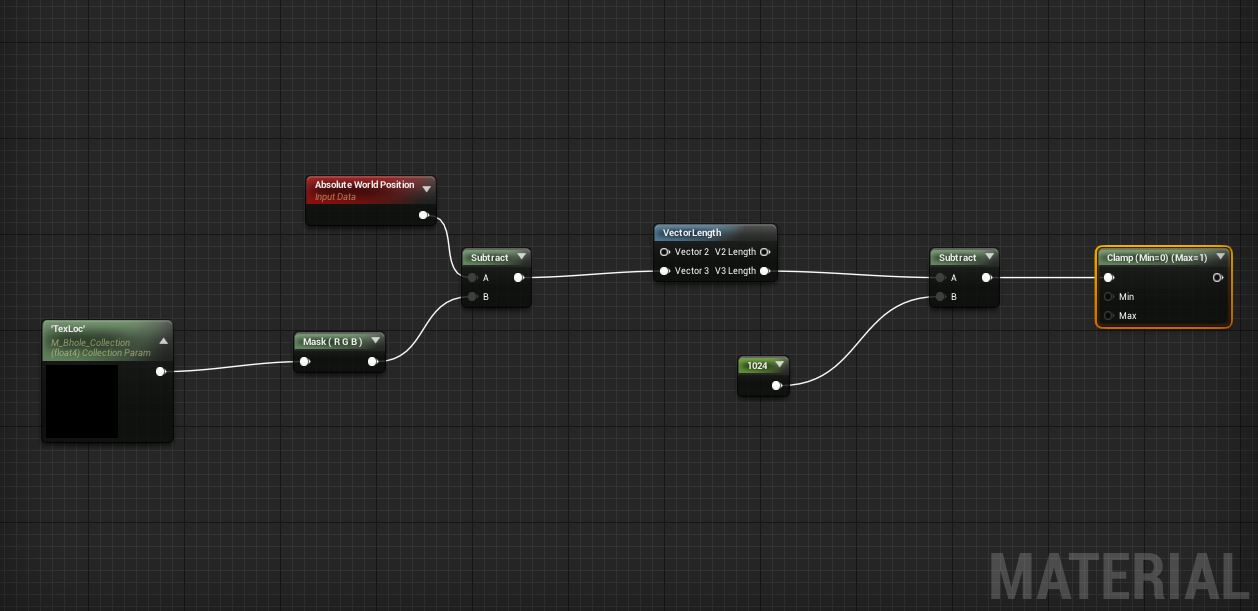 Absolute World Position
Input Data
VectorLength
Vector 2 V2 Length
Vector 3 V3 Length
Subtract
A
B
Subtract
A
B
Clamp (Min=0) (Max=1)
Min
Max
'TexLoc'
M_Bhole_Collection
(float4) Collection Param
Mask ( R G B )
1024
MATERIAL